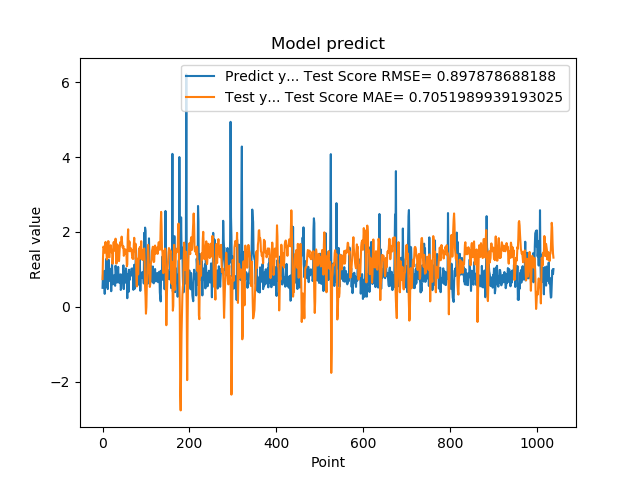 Model predict
Predict y... Test Score RMSE= 0.897878688188
Test y... Test Score MAE= 0.7051989939193025
Real value
6
4
2
0
−2
0 200 400 600 800 1000
Point